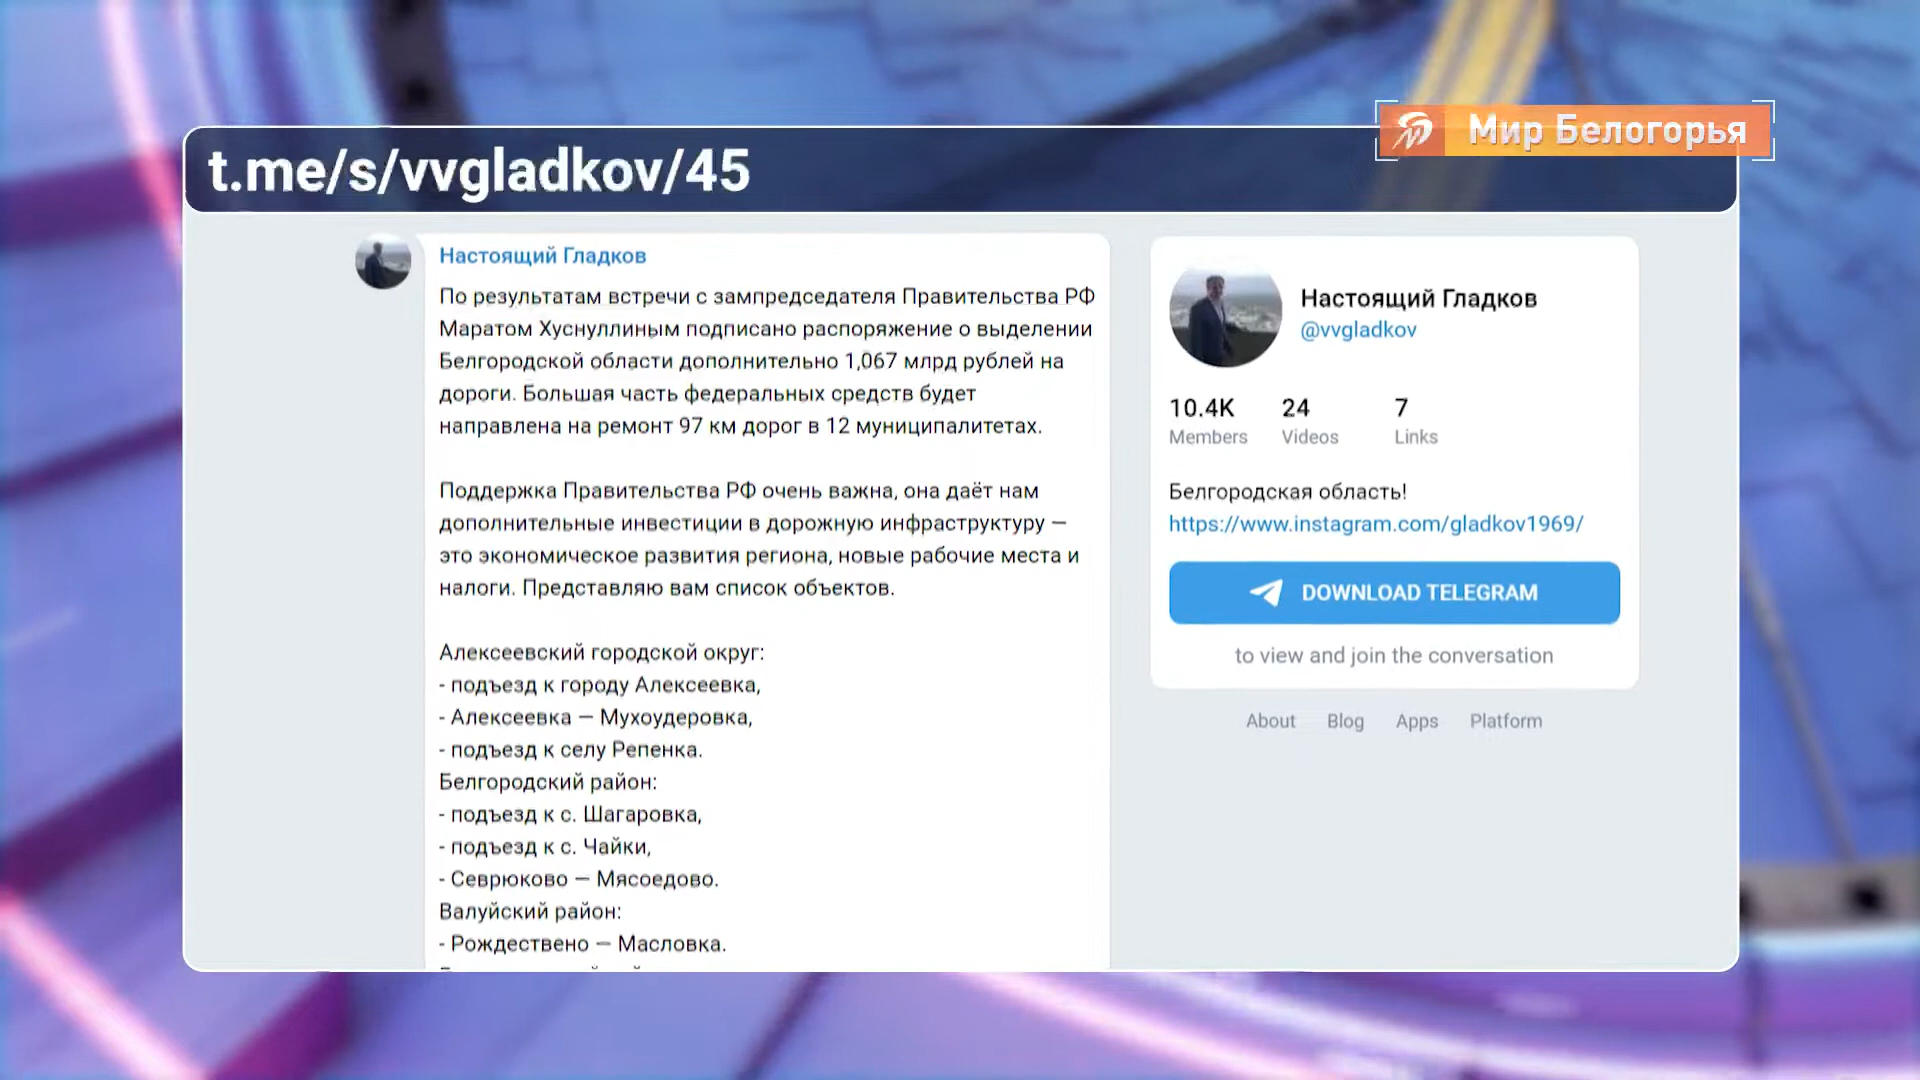 Мир Белогорья
t.me/s/vvgladkov/45
Настоящий Гладков
По результатам встречи с зампредседателя Правительства РФ
Маратом Хуснуллиным подписано распоряжение о выделении
Белгородской области дополнительно 1,067 млрд рублей на
дороги. Большая часть федеральных средств будет
направлена на ремонт 97 км дорог в 12 муниципалитетах.
Поддержка Правительства РФ очень важна, она даёт нам
дополнительные инвестиции в дорожную инфраструктуру —
это экономическое развития региона, новые рабочие места и
налоги. Представляю вам список объектов.
Алексеевский городской округ:
- подъезд к городу Алексеевка,
- Алексеевка — Мухоудеровка,
- подъезд к селу Репенка.
Белгородский район:
- подъезд к с. Шагаровка,
- подъезд к с. Чайки,
- Севрюково — Мясоедово.
Валуйский район:
- Рождествено — Масловка.
Настоящий Гладков
@vvgladkov
10.4K 24 7
Members Videos Links
Белгородская область!
https://www.instagram.com/gladkov1969/
DOWNLOAD TELEGRAM
to view and join the conversation
About Blog Apps Platform